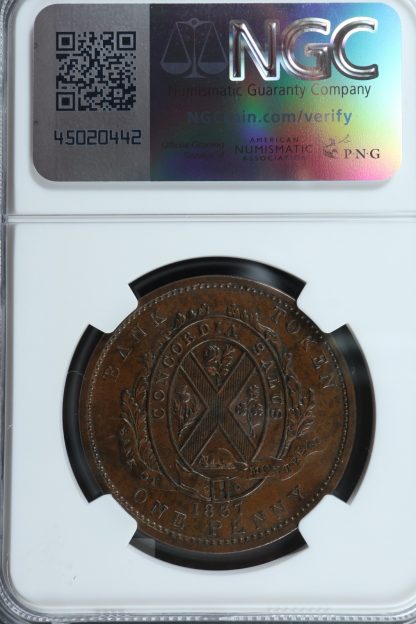 NGC
Numismatic Guaranty Company
NGCcoin.com/verify
45020442
Official Grading
Service of
AMERICAN
NUMISMATIC
ASSOCIATION
PNG
BANK TOKEN
CONCORDIA SALUS
1837
ONE PENNY